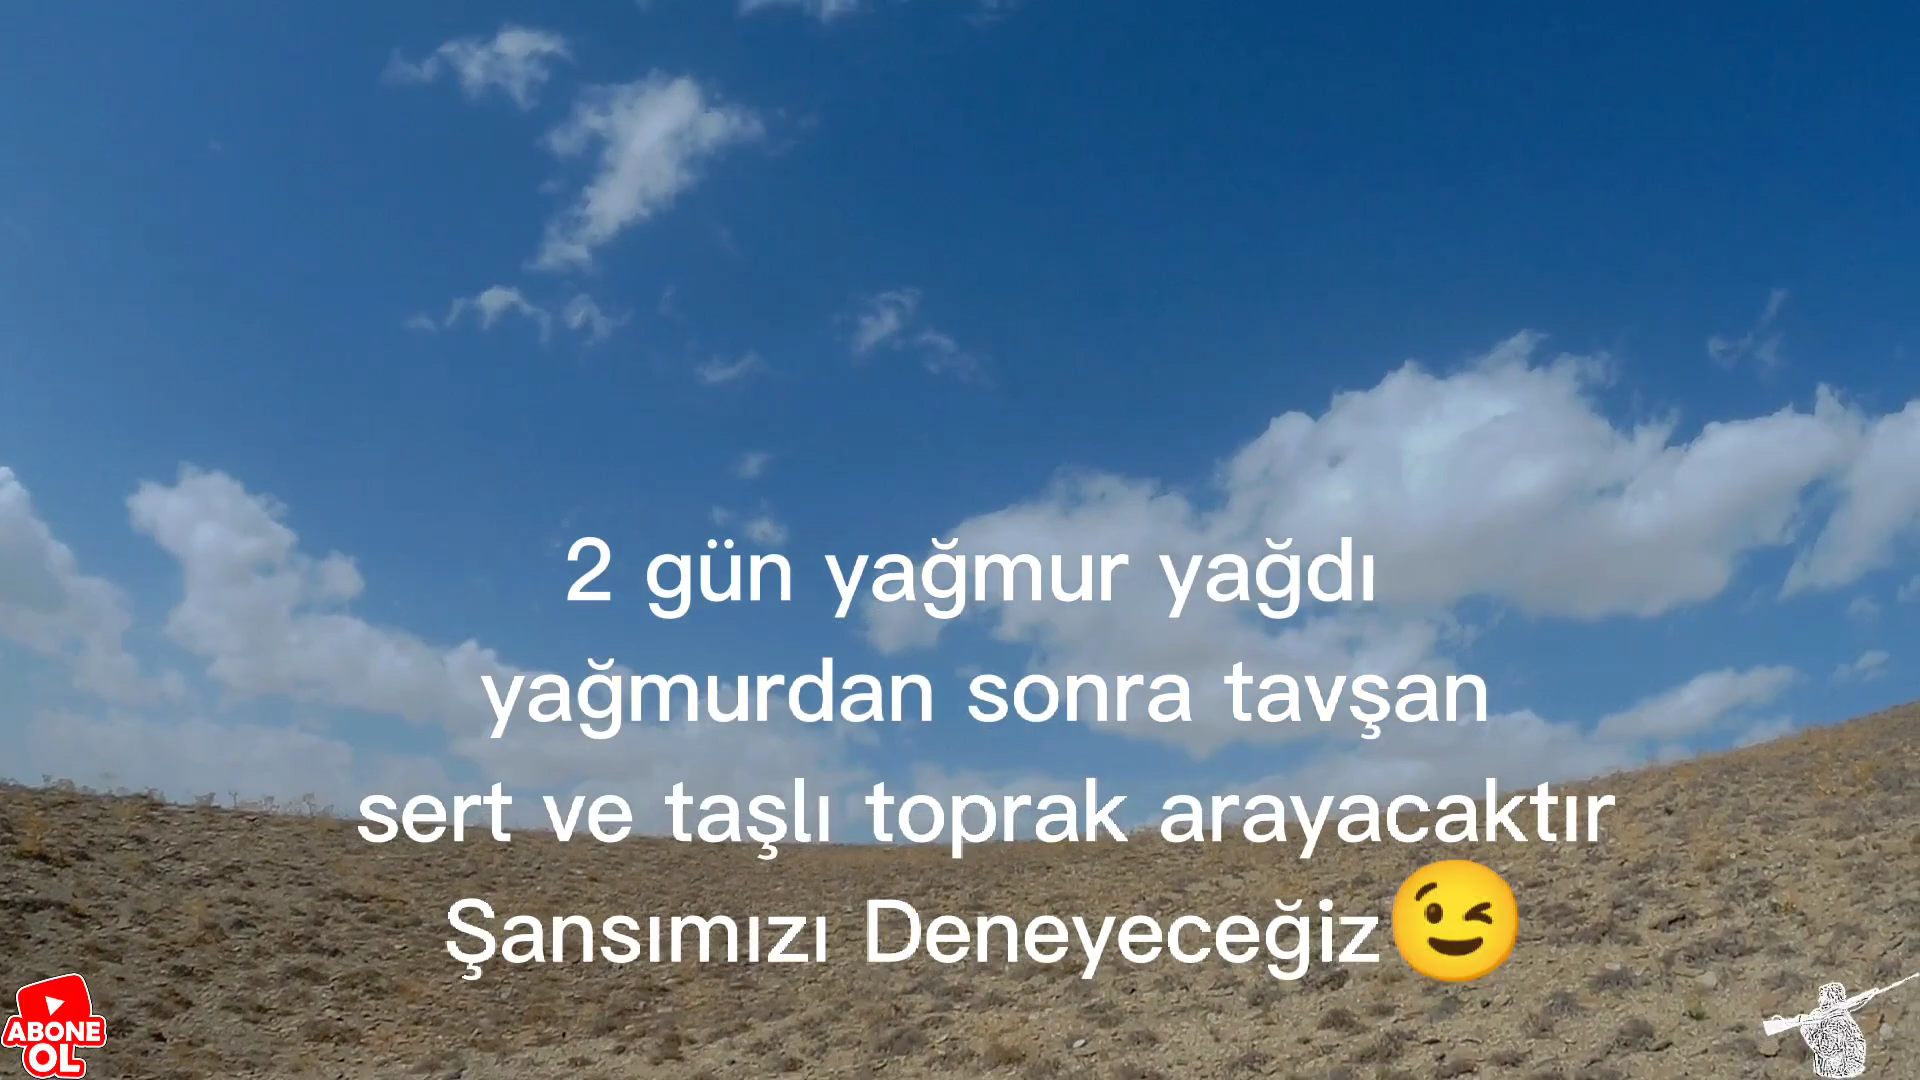 2 gün yağmur yağdı
yağmurdan sonra tavşan
sert ve taşlı toprak arayacaktır
Şansımızı Deneyeceğiz😉
ABONE
OL